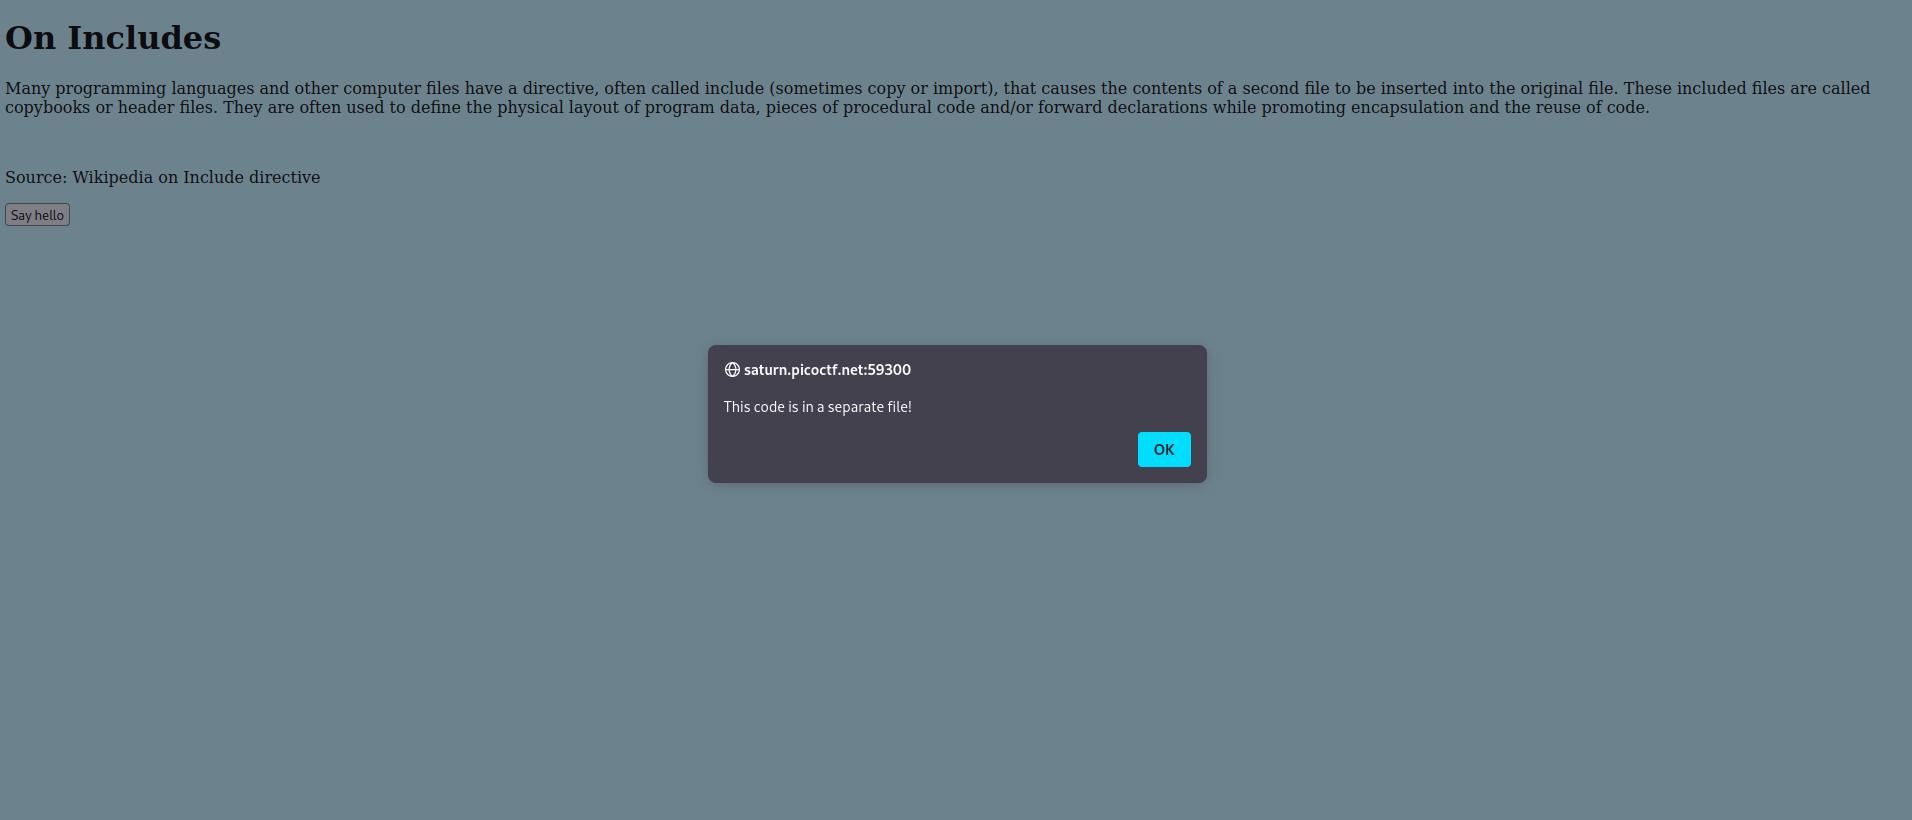 On Includes
Many programming languages and other computer files have a directive, often called include (sometimes copy or import), that causes the contents of a second file to be inserted into the original file. These included files are called
copybooks or header files. They are often used to define the physical layout of program data, pieces of procedural code and/or forward declarations while promoting encapsulation and the reuse of code.
Source: Wikipedia on Include directive
Say hello
saturn.picoctf.net:59300
This code is in a separate file!
OK